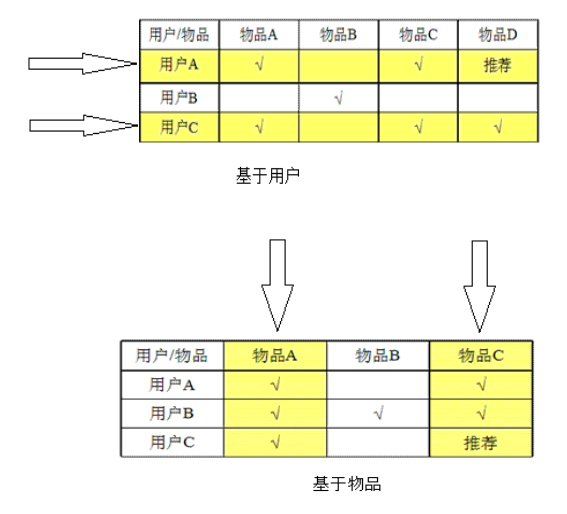 用户/物品 物品A 物品B 物品C 物品D
用户A √ √ 推荐
用户B √
用户C √ √ √
基于用户
用户/物品 物品A 物品B 物品C
用户A √ √
用户B √ √ √
用户C √ 推荐
基于物品